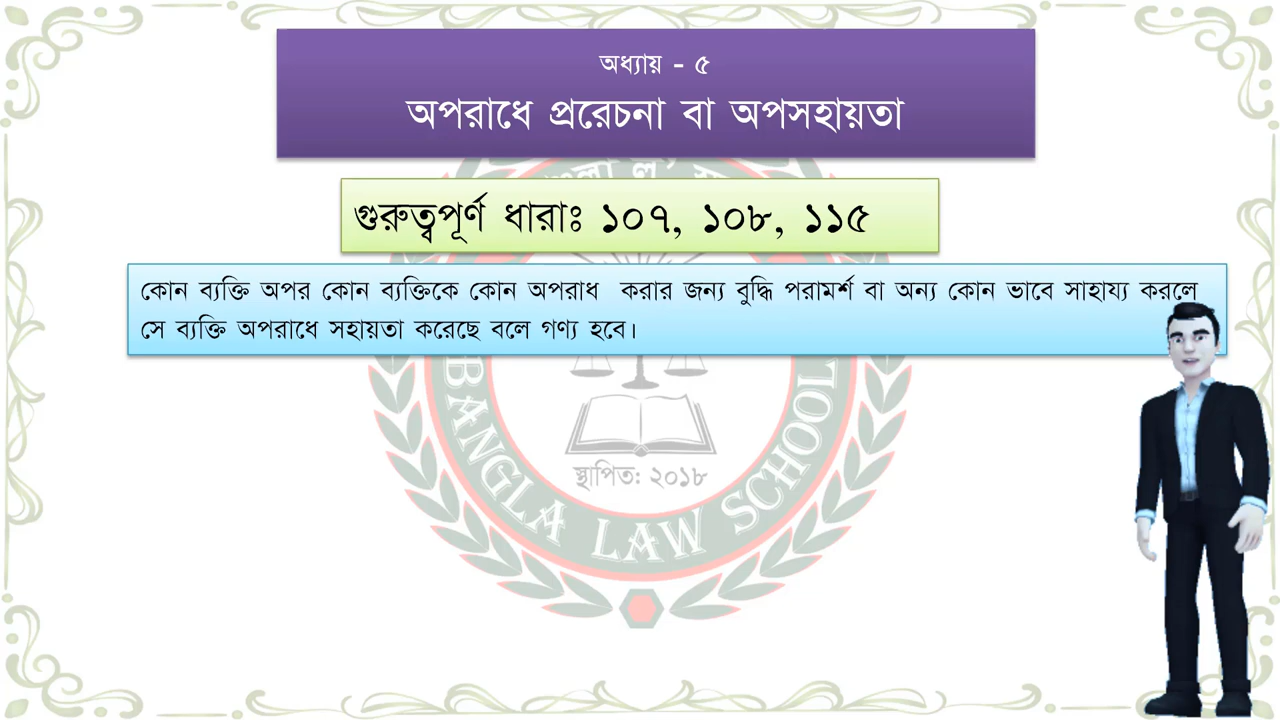 অধ্যায় - ৫
অপরাধে প্ররেচনা বা অপসহায়তা
গুরুত্বপূর্ণ ধারাঃ ১০৭, ১০৮, ১১৫
কোন ব্যক্তি অপর কোন ব্যক্তিকে কোন অপরাধ করার জন্য বুদ্ধি পরামর্শ বা অন্য কোন ভাবে সাহায্য করলে
সে ব্যক্তি অপরাধে সহায়তা করেছে বলে গণ্য হবে।
স্থাপিত: ২০১৮
BANGLA LAW SCHOOL